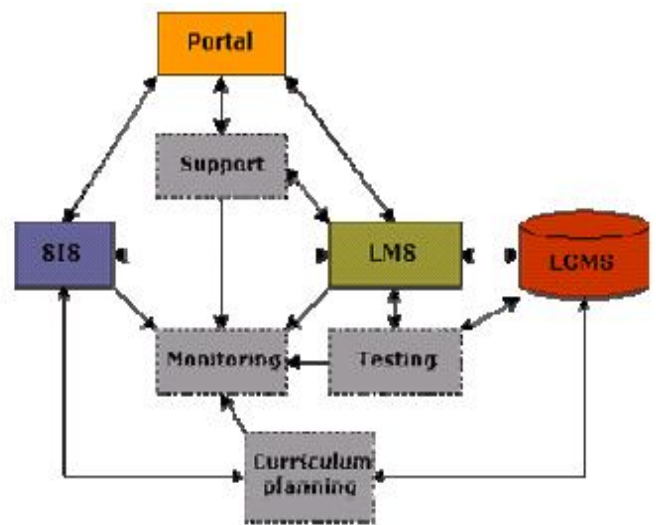 Portal
Support
SIS
LMS
LCMS
Monitoring
Testing
Curriculum
planning